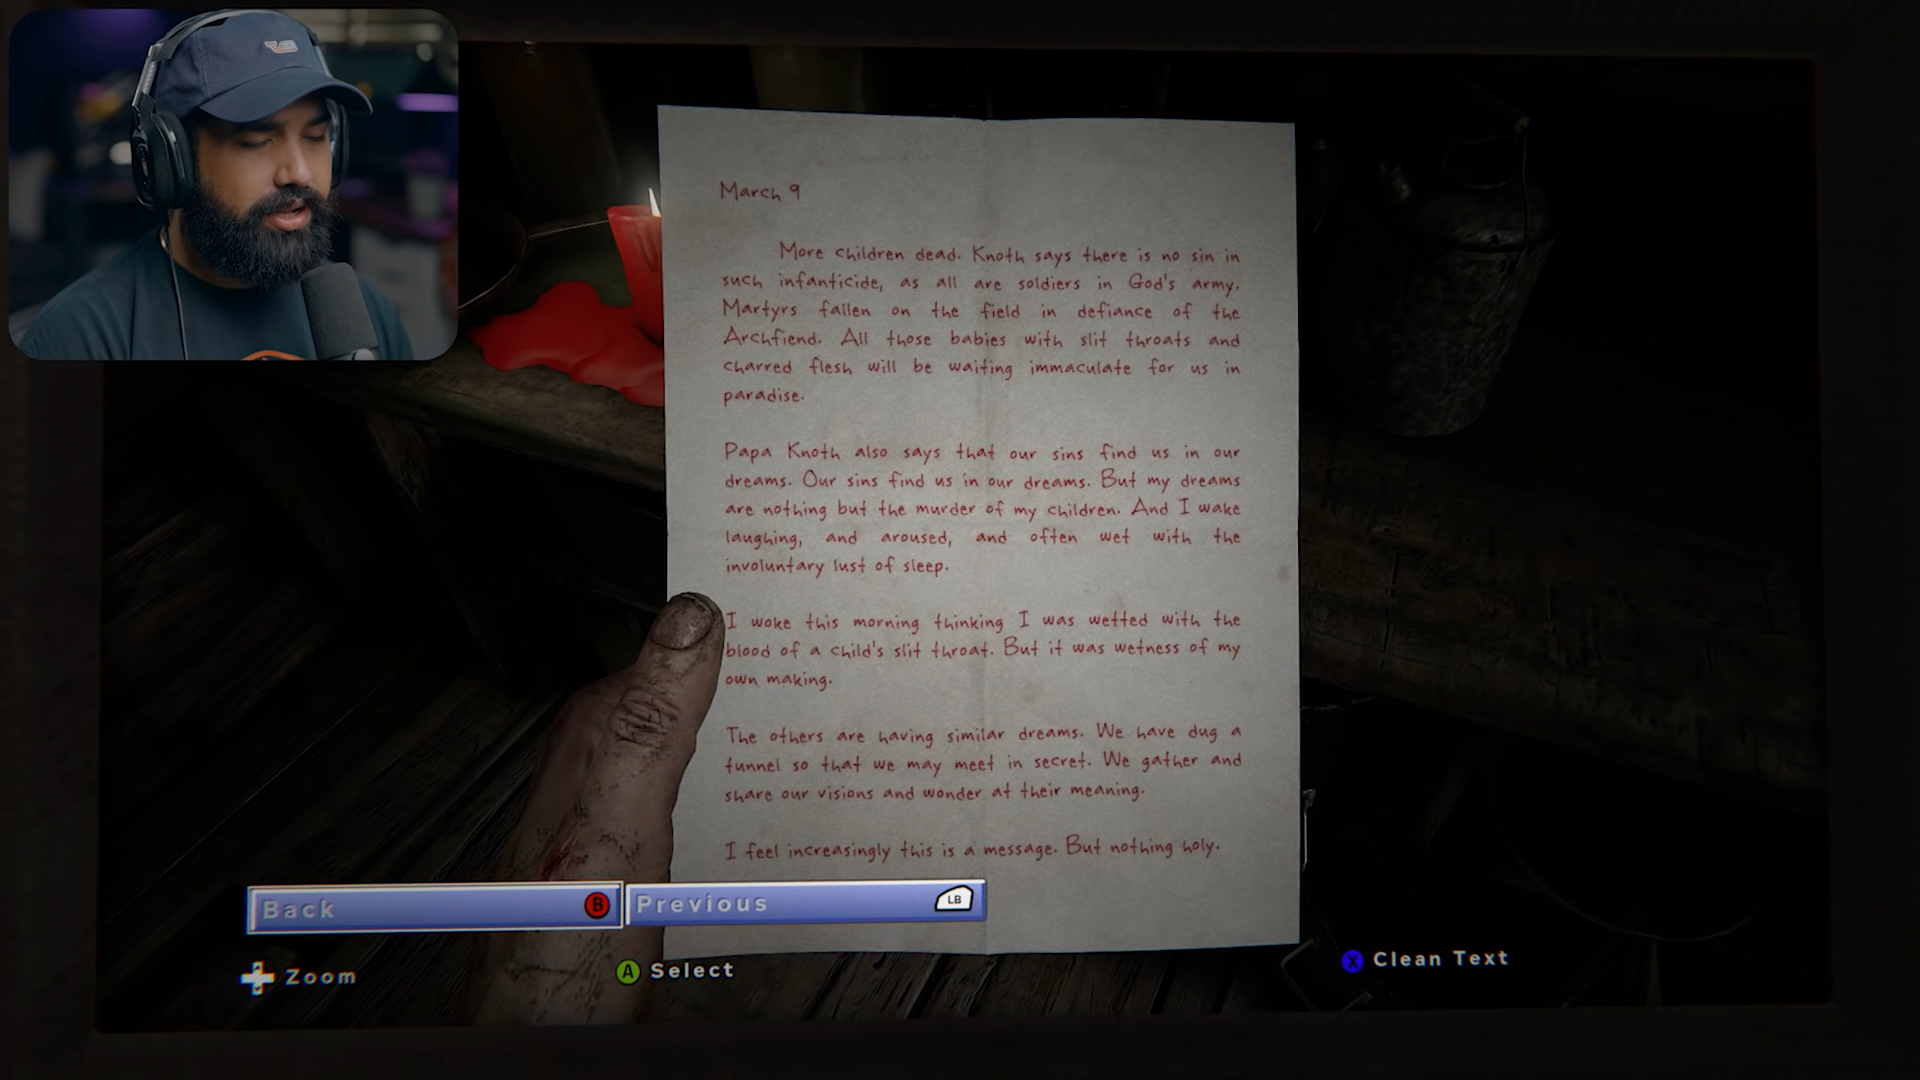 March 9
More children dead. Knoth says there is no sin in
such infanticide, as all are soldiers in God's army.
Martyrs fallen on the field in defiance of the
Archfiend. All those babies with slit throats and
charred flesh will be waiting immaculate for us in
paradise.
Papa Knoth also says that our sins find us in our
dreams. Our sins find us in our dreams. But my dreams
are nothing but the murder of my children. And I wake
laughing, and aroused, and often wet with the
involuntary lust of sleep.
I woke this morning thinking I was wetted with the
blood of a child's slit throat. But it was wetness of my
own making.
The others are having similar dreams. We have dug a
tunnel so that we may meet in secret. We gather and
share our visions and wonder at their meaning.
I feel increasingly this is a message. But nothing holy.
Back B
Previous LB
Zoom
A Select
X Clean Text